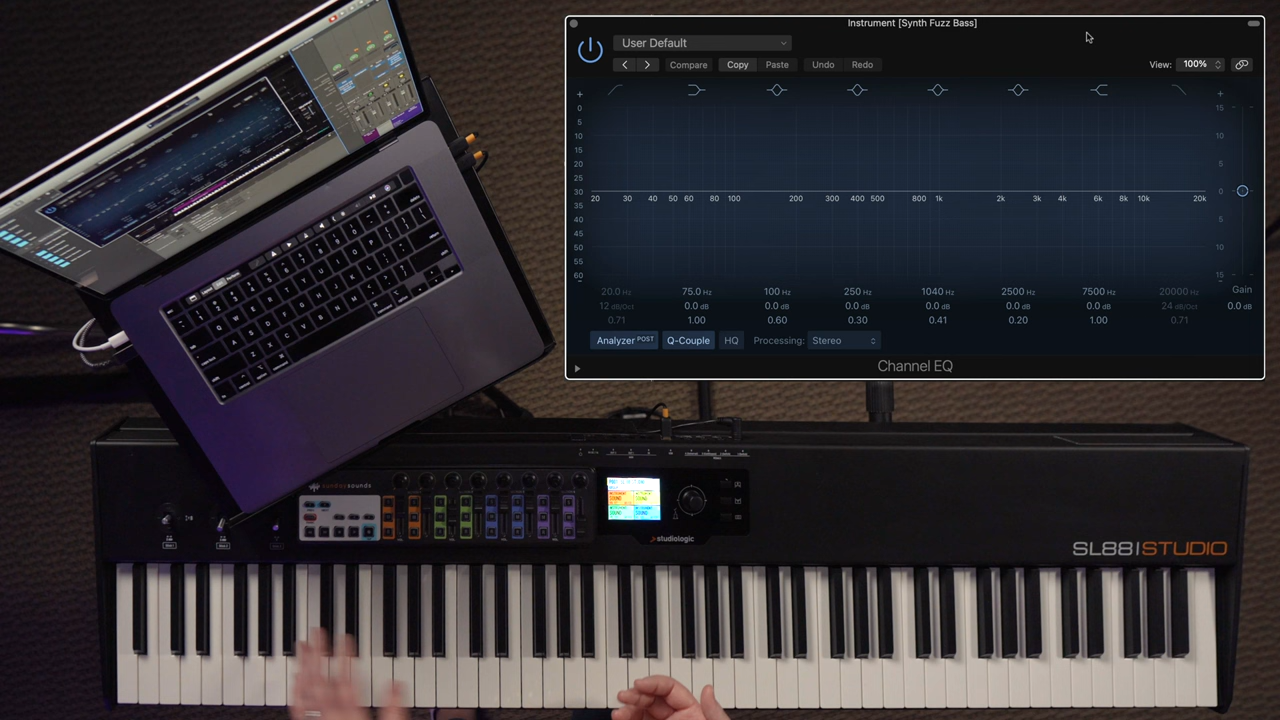 Instrument [Synth Fuzz Bass]
User Default
Compare Copy Paste Undo Redo
View: 100%
+ +
0 15
5
10 10
15
20 5
25
30 0
20 30 40 50 60 80 100 200 300 400 500 800 1k 2k 3k 4k 6k 8k 10k 20k
35
40 5
45
50 10
55
60 15
- -
20.0 Hz 75.0 Hz 100 Hz 250 Hz 1040 Hz 2500 Hz 7500 Hz 20000 Hz Gain
12 dB/Oct 0.0 dB 0.0 dB 0.0 dB 0.0 dB 0.0 dB 0.0 dB 24 dB/Oct 0.0 dB
0.71 1.00 0.60 0.30 0.41 0.20 1.00 0.71
Analyzer POST Q-Couple HQ Processing: Stereo
Channel EQ
sundaysounds
studiologic
SL88|STUDIO